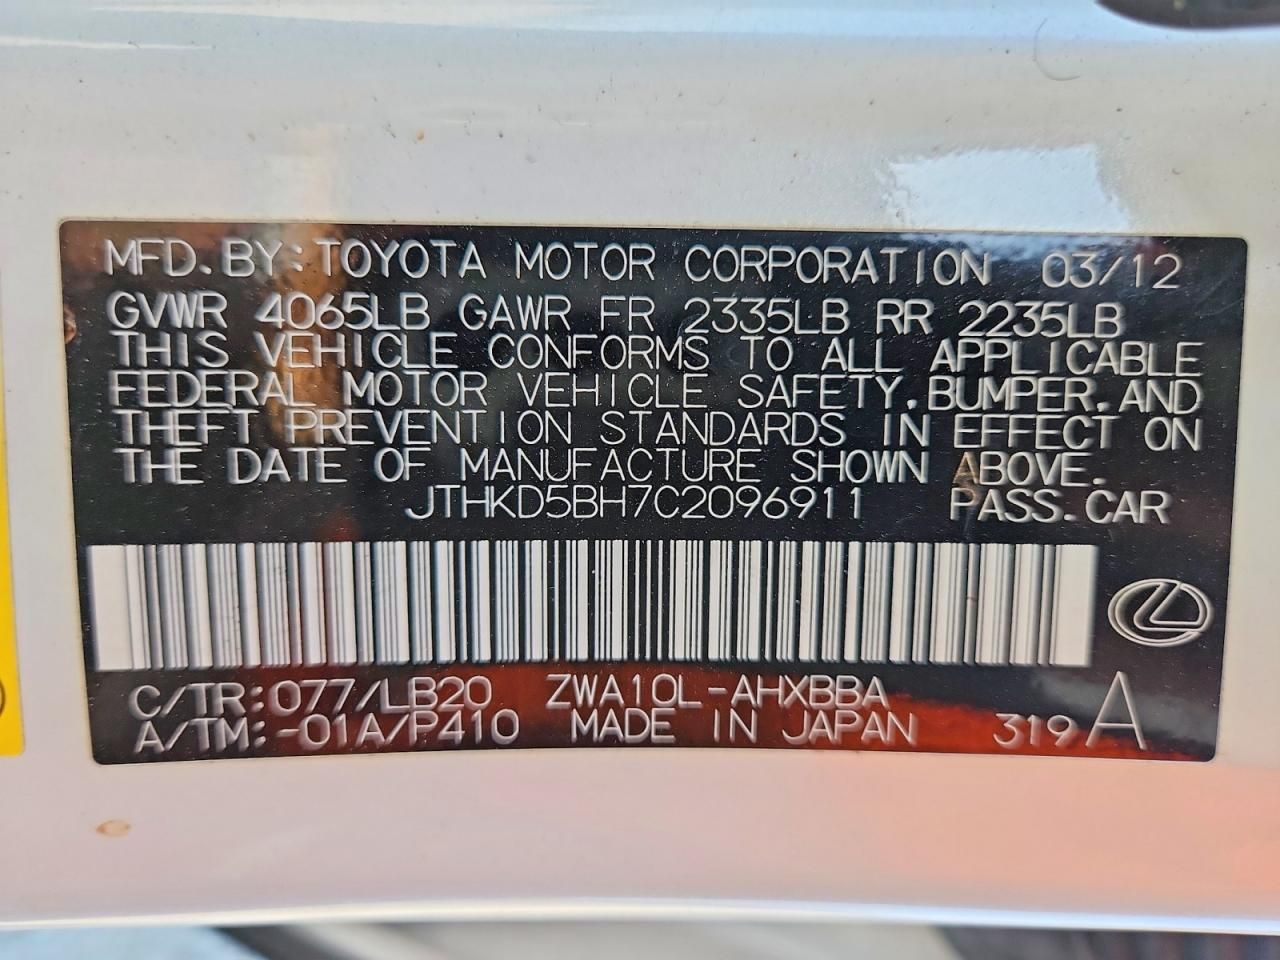 MFD. BY: TOYOTA MOTOR CORPORATION 03/12
GVWR 4065LB GAWR FR 2335LB RR 2235LB
THIS VEHICLE CONFORMS TO ALL APPLICABLE
FEDERAL MOTOR VEHICLE SAFETY, BUMPER, AND
THEFT PREVENTION STANDARDS IN EFFECT ON
THE DATE OF MANUFACTURE SHOWN ABOVE.
JTHKD5BH7C2096911 PASS. CAR
C/TR:077/LB20 ZWA10L-AHXBBA
A/TM:-01A/P410 MADE IN JAPAN 319 A